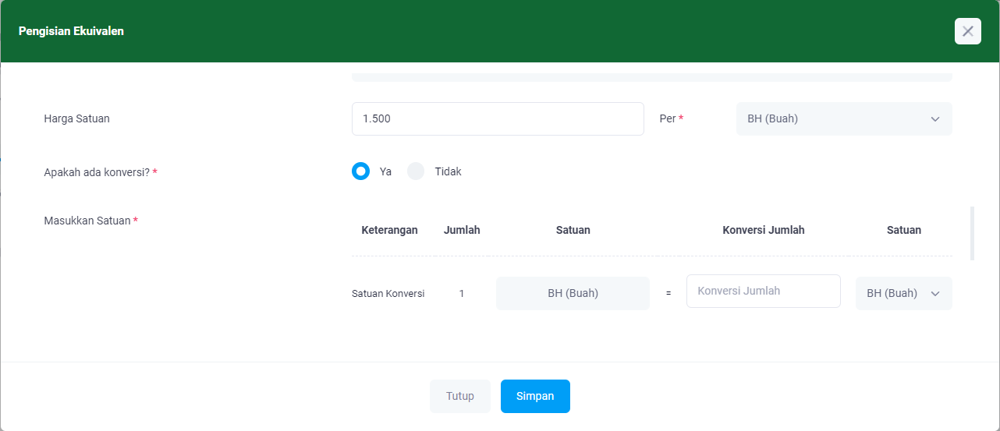 Pengisian Ekuivalen
Harga Satuan 1.500 Per * BH (Buah)
Apakah ada konversi? * Ya Tidak
Masukkan Satuan *
Keterangan Jumlah Satuan Konversi Jumlah Satuan
Satuan Konversi 1 BH (Buah) = Konversi Jumlah BH (Buah)
Tutup Simpan